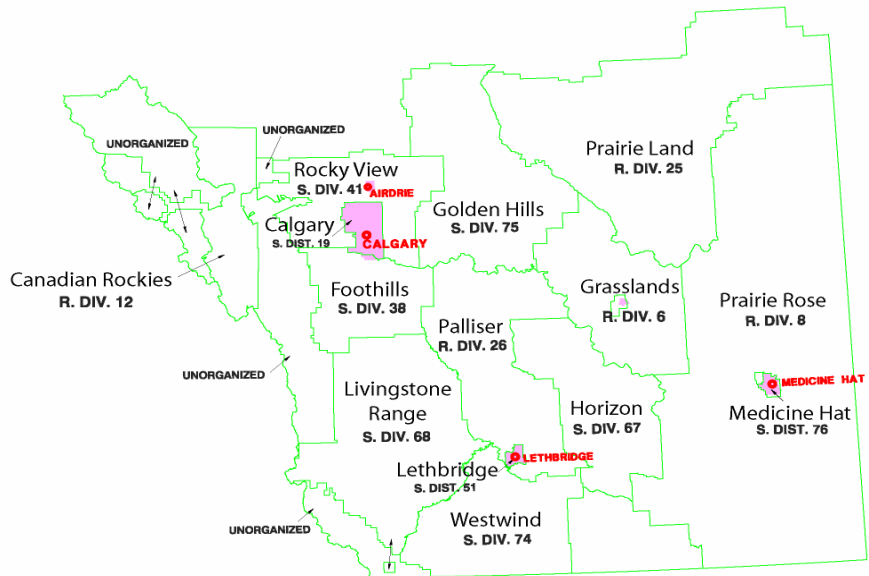 UNORGANIZED
UNORGANIZED
Prairie Land
R. DIV. 25
Rocky View
S. DIV. 41
AIRDRIE
Golden Hills
S. DIV. 75
Calgary
S. DIST. 19
CALGARY
Canadian Rockies
R. DIV. 12
Foothills
S. DIV. 38
Grasslands
R. DIV. 6
Prairie Rose
R. DIV. 8
Palliser
R. DIV. 26
UNORGANIZED
Livingstone
Range
S. DIV. 68
Horizon
S. DIV. 67
MEDICINE HAT
Medicine Hat
S. DIST. 76
LETHBRIDGE
Lethbridge
S. DIST. 51
Westwind
S. DIV. 74
UNORGANIZED